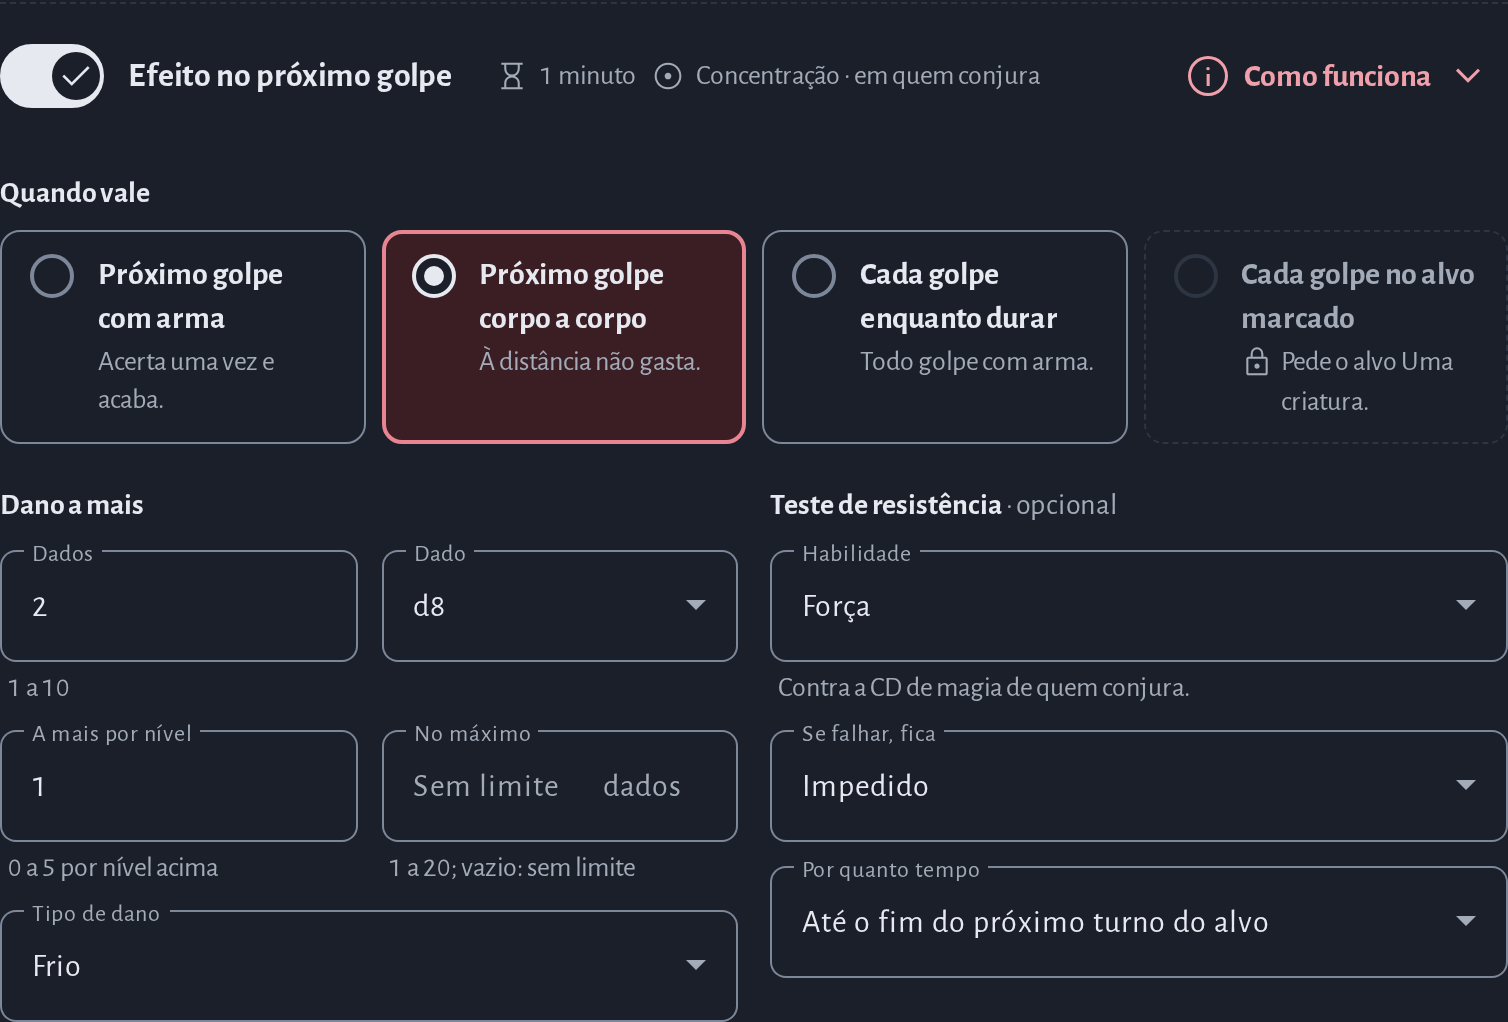 Efeito no próximo golpe
1 minuto
Concentração · em quem conjura
Como funciona
Quando vale
Próximo golpe
com arma
Acerta uma vez e
acaba.
Próximo golpe
corpo a corpo
À distância não gasta.
Cada golpe
enquanto durar
Todo golpe com arma.
Cada golpe no alvo
marcado
Pede o alvo Uma
criatura.
Dano a mais
Dados
2
1 a 10
Dado
d8
A mais por nível
1
0 a 5 por nível acima
No máximo
Sem limite dados
1 a 20; vazio: sem limite
Tipo de dano
Frio
Teste de resistência · opcional
Habilidade
Força
Contra a CD de magia de quem conjura.
Se falhar, fica
Impedido
Por quanto tempo
Até o fim do próximo turno do alvo